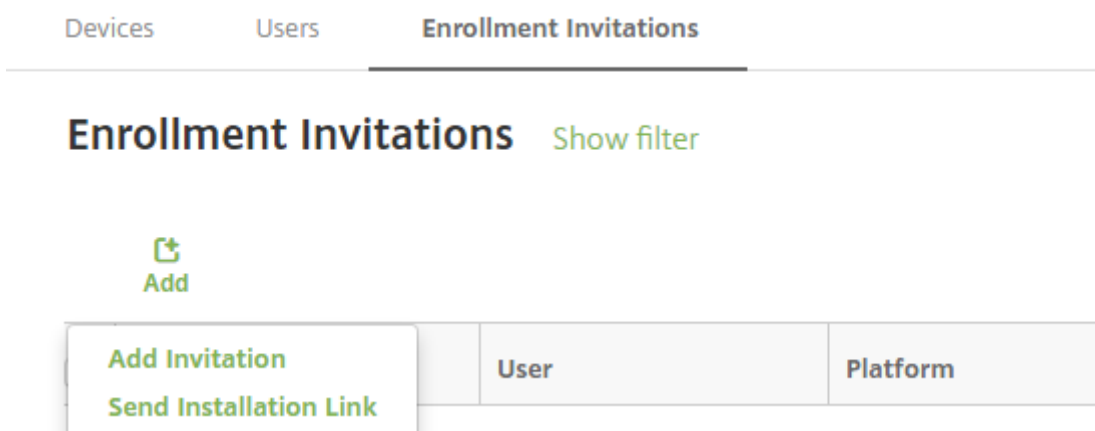 Devices Users Enrollment Invitations
Enrollment Invitations Show filter
Add
Add Invitation User Platform
Send Installation Link